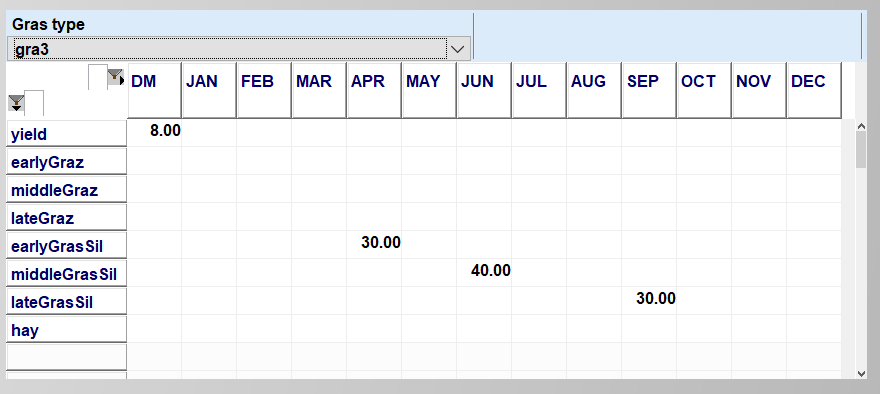 Gras type
gra3
DM JAN FEB MAR APR MAY JUN JUL AUG SEP OCT NOV DEC
yield 8.00
earlyGraz
middleGraz
lateGraz
earlyGrasSil 30.00
middleGrasSil 40.00
lateGrasSil 30.00
hay